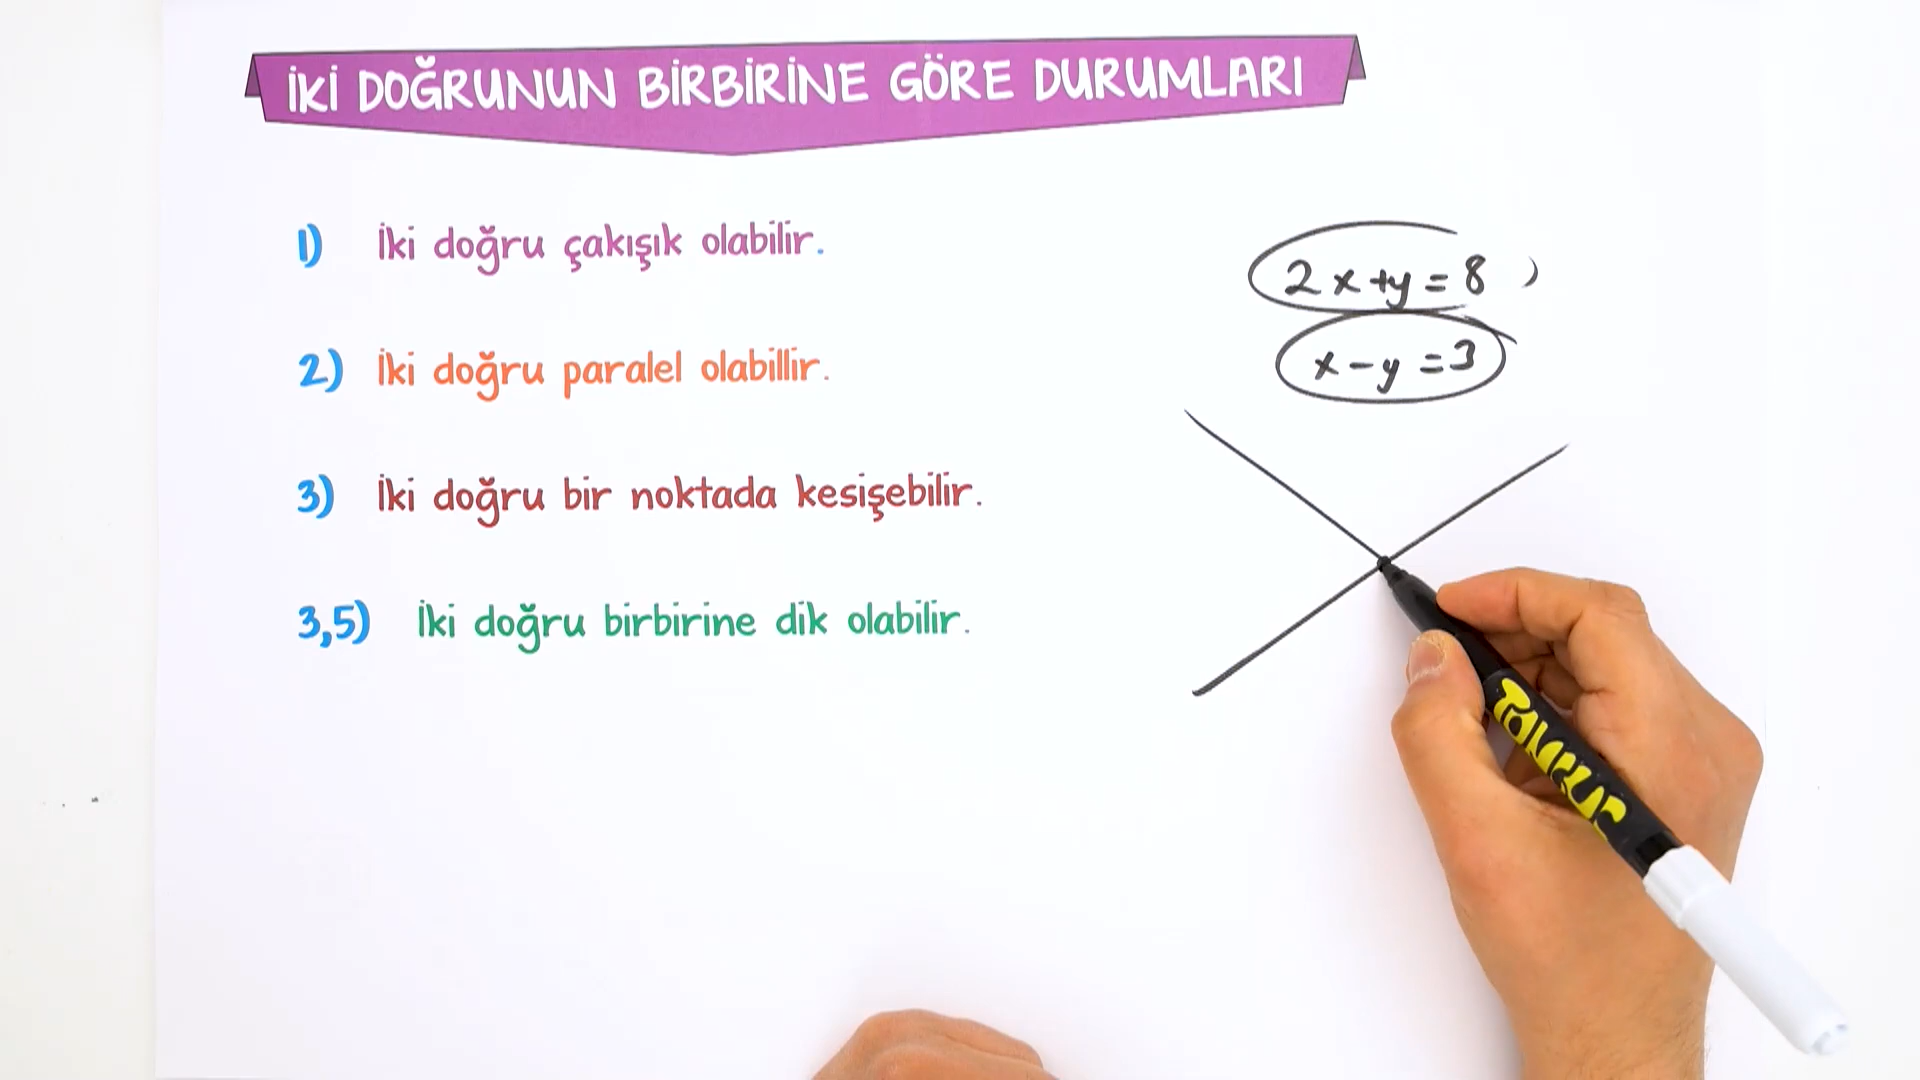 İKİ DOĞRUNUN BİRBİRİNE GÖRE DURUMLARI
1) İki doğru çakışık olabilir.
2) İki doğru paralel olabillir.
3) İki doğru bir noktada kesişebilir.
3,5) İki doğru birbirine dik olabilir.
2x+y=8
x-y=3